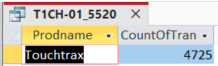 T1CH-01_5520
Prodname CountOfTran
Touchtrax 4725